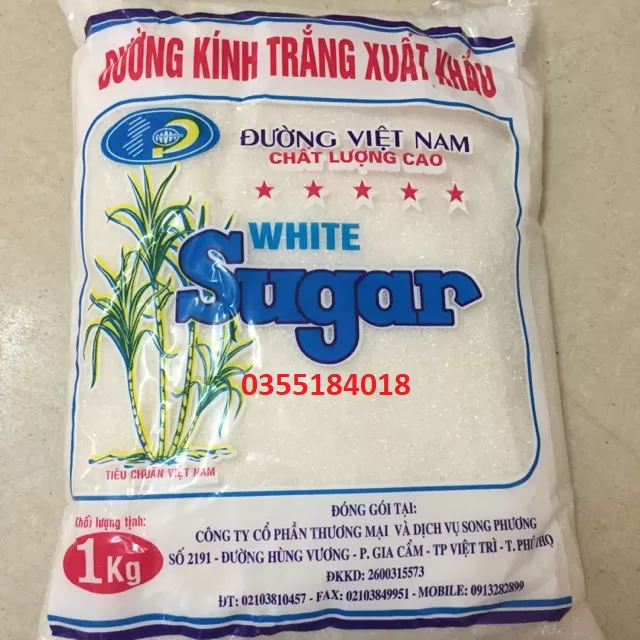 ĐƯỜNG KÍNH TRẮNG XUẤT KHẨU
ĐƯỜNG VIỆT NAM
CHẤT LƯỢNG CAO
WHITE
Sugar
0355184018
TIÊU CHUẨN VIỆT NAM
Khối lượng tịnh:
1Kg
ĐÓNG GÓI TẠI:
CÔNG TY CỔ PHẦN THƯƠNG MẠI VÀ DỊCH VỤ SONG PHƯƠNG
SỐ 2191 - ĐƯỜNG HÙNG VƯƠNG - P. GIA CẨM - TP VIỆT TRÌ - T. PHÚ THỌ
ĐKKD: 2600315573
ĐT: 02103810457 - FAX: 02103849951 - MOBILE: 0913282899